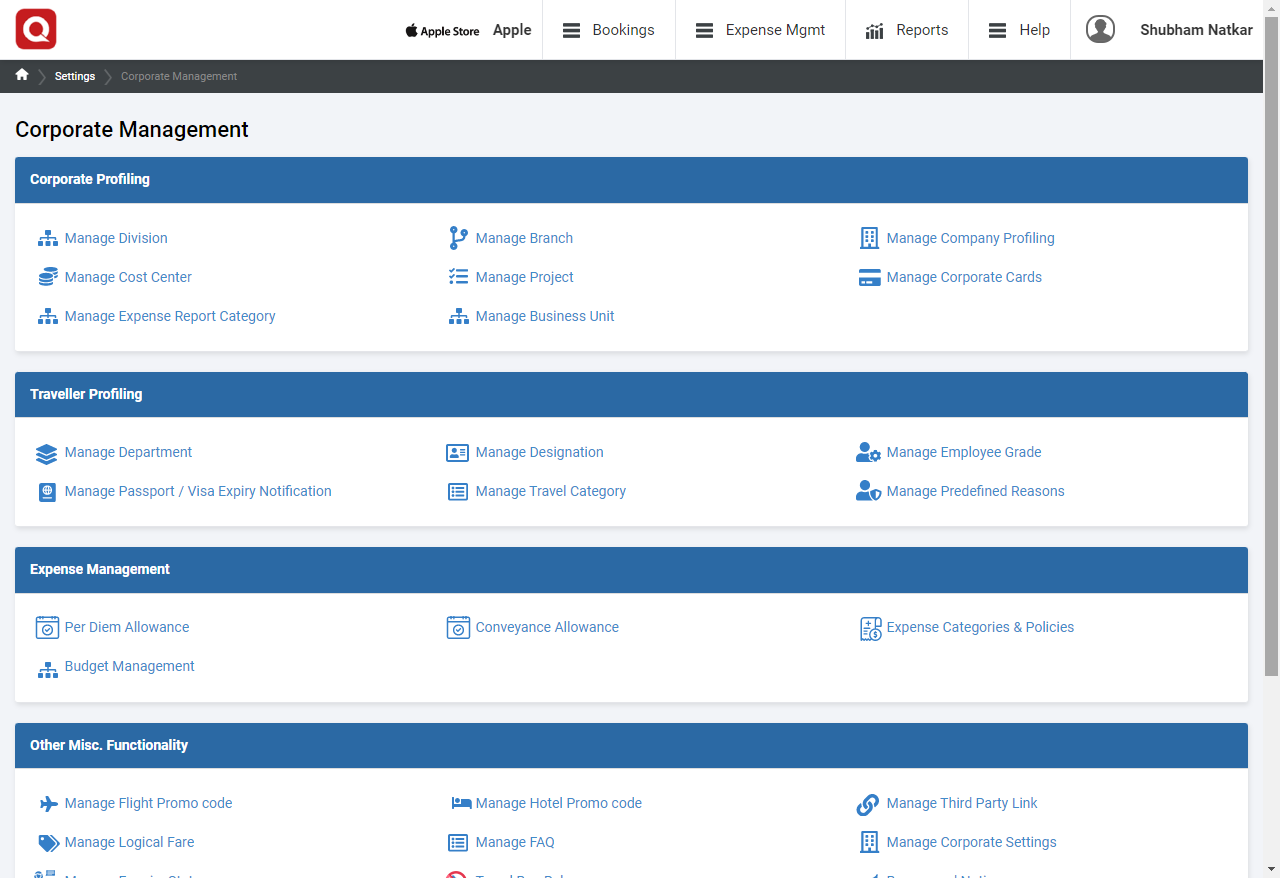 Apple Store Apple Bookings Expense Mgmt Reports Help Shubham Natkar
Settings Corporate Management
Corporate Management
Corporate Profiling
Manage Division Manage Branch Manage Company Profiling
Manage Cost Center Manage Project Manage Corporate Cards
Manage Expense Report Category Manage Business Unit
Traveller Profiling
Manage Department Manage Designation Manage Employee Grade
Manage Passport / Visa Expiry Notification Manage Travel Category Manage Predefined Reasons
Expense Management
Per Diem Allowance Conveyance Allowance Expense Categories & Policies
Budget Management
Other Misc. Functionality
Manage Flight Promo code Manage Hotel Promo code Manage Third Party Link
Manage Logical Fare Manage FAQ Manage Corporate Settings